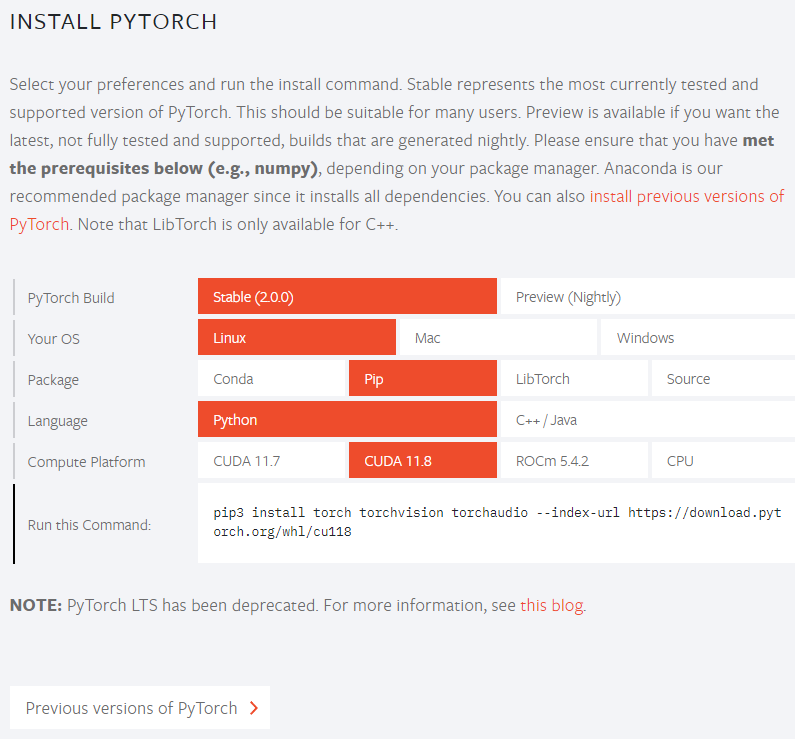 INSTALL PYTORCH
Select your preferences and run the install command. Stable represents the most currently tested and
supported version of PyTorch. This should be suitable for many users. Preview is available if you want the
latest, not fully tested and supported, builds that are generated nightly. Please ensure that you have met
the prerequisites below (e.g., numpy), depending on your package manager. Anaconda is our
recommended package manager since it installs all dependencies. You can also install previous versions of
PyTorch. Note that LibTorch is only available for C++.
PyTorch Build Stable (2.0.0) Preview (Nightly)
Your OS Linux Mac Windows
Package Conda Pip LibTorch Source
Language Python C++ / Java
Compute Platform CUDA 11.7 CUDA 11.8 ROCm 5.4.2 CPU
Run this Command:
pip3 install torch torchvision torchaudio --index-url https://download.pyt
orch.org/whl/cu118
NOTE: PyTorch LTS has been deprecated. For more information, see this blog.
Previous versions of PyTorch